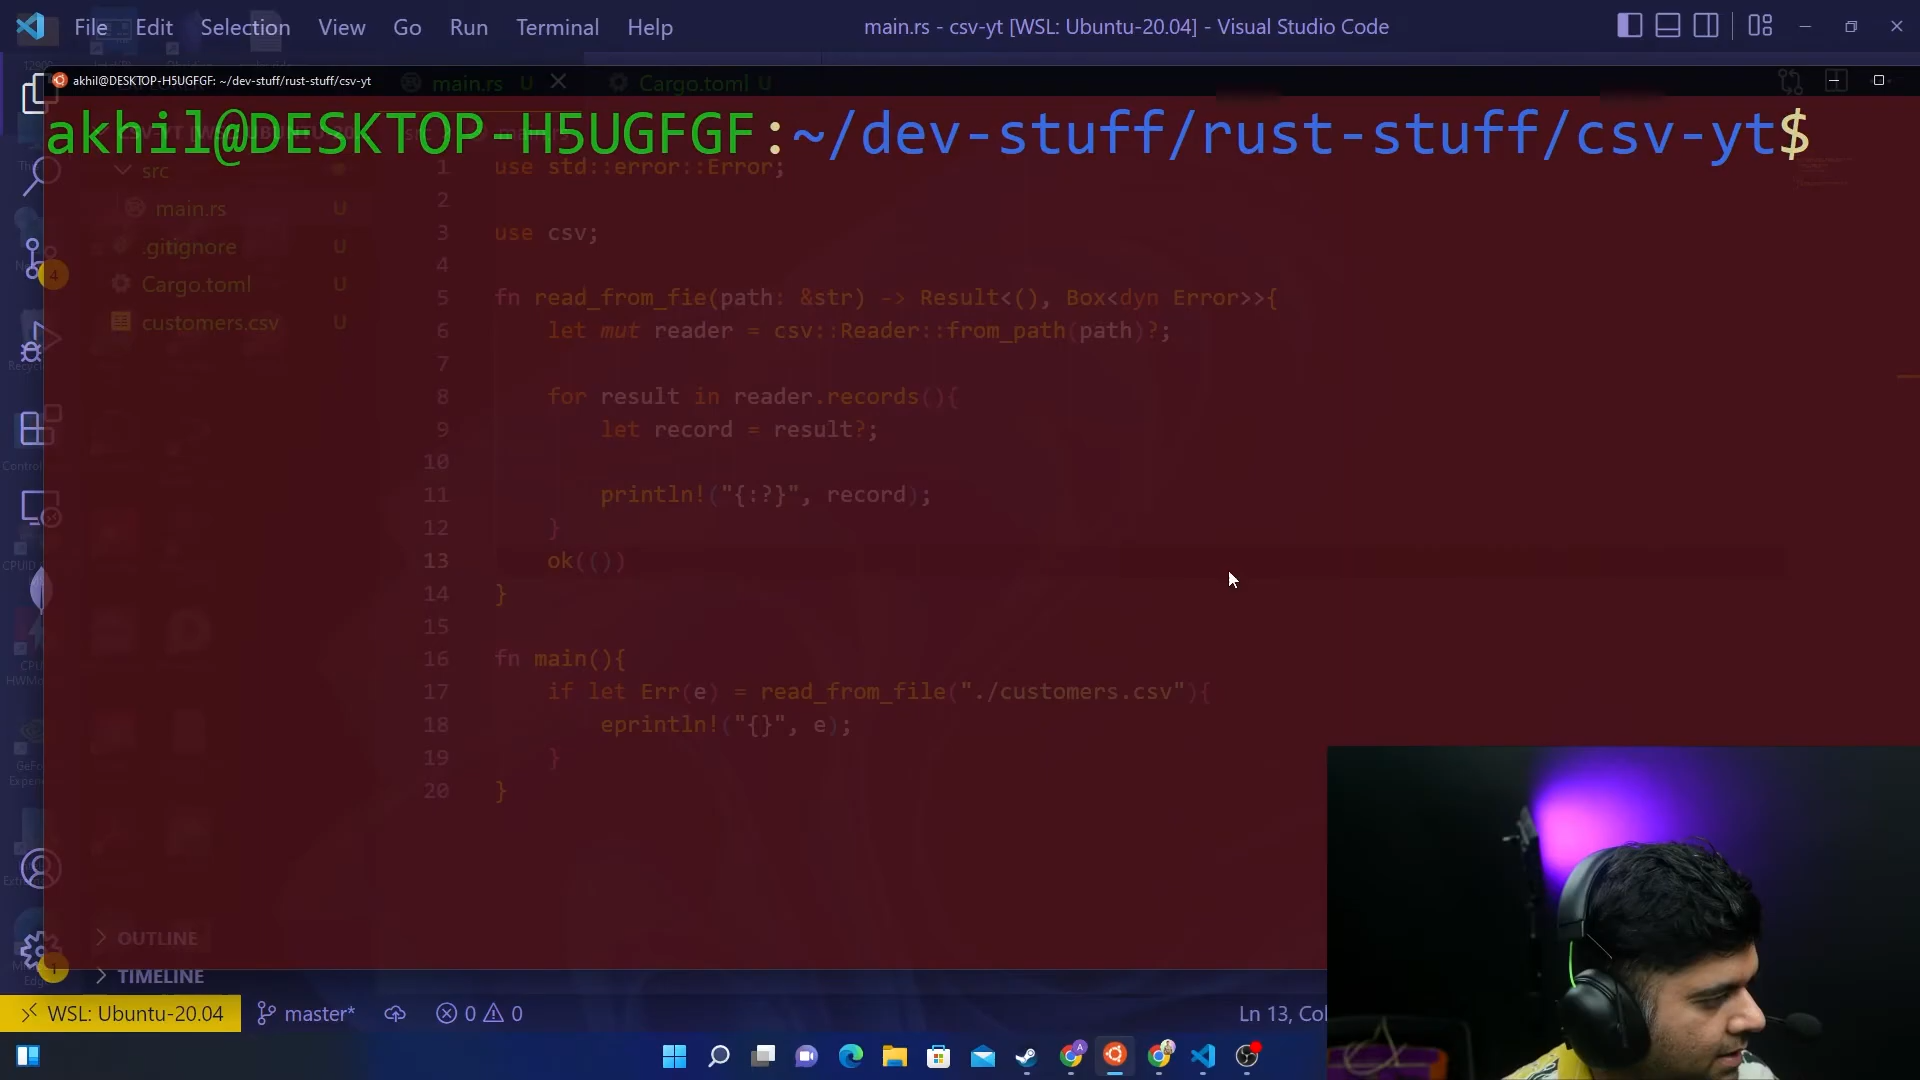 File Edit Selection View Go Run Terminal Help
main.rs - csv-yt [WSL: Ubuntu-20.04] - Visual Studio Code
akhil@DESKTOP-H5UGFGF: ~/dev-stuff/rust-stuff/csv-yt
main.rs U
Cargo.toml U
akhil@DESKTOP-H5UGFGF:~/dev-stuff/rust-stuff/csv-yt$
src
main.rs U
.gitignore U
Cargo.toml U
customers.csv U
4
1 use std::error::Error;
2
3 use csv;
4
5 fn read_from_fie(path: &str) -> Result<(), Box<dyn Error>>{
6 let mut reader = csv::Reader::from_path(path)?;
7
8 for result in reader.records(){
9 let record = result?;
10
11 println!("{:?}", record);
12 }
13 ok(())
14 }
15
16 fn main(){
17 if let Err(e) = read_from_file("./customers.csv"){
18 eprintln!("{}", e);
19 }
20 }
OUTLINE
TIMELINE
1
WSL: Ubuntu-20.04 master* 0 0
Ln 13, Col